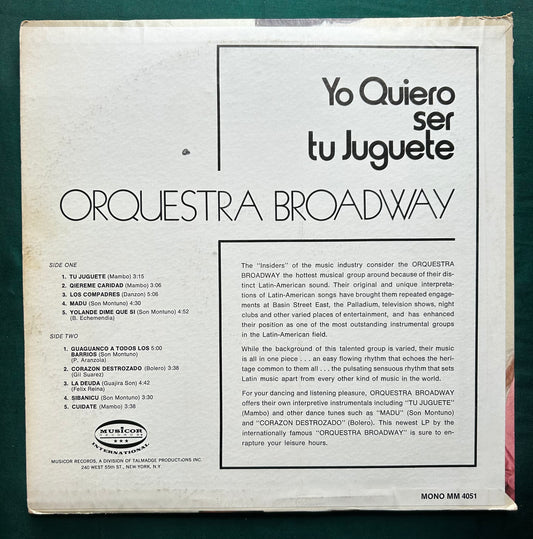 Yo Quiero
ser
tu Juguete
ORQUESTRA BROADWAY
SIDE ONE
1. TU JUGUETE (Mambo) 3:15
2. QIEREME CARIDAD (Mambo) 3:06
3. LOS COMPADRES (Danzon) 5:06
4. MADU (Son Montuno) 4:30
5. YOLANDE DIME QUE SI (Son Montuno) 4:52
(B. Echemendia)
SIDE TWO
1. GUAGUANCO A TODOS LOS 5:00
BARRIOS (Son Montuno)
(P. Aranzola)
2. CORAZON DESTROZADO (Bolero) 3:38
(Gil Suarez)
3. LA DEUDA (Guajira Son) 4:42
(Felix Reina)
4. SIBANICU (Son Montuno) 3:30
5. CUIDATE (Mambo) 3:38
MUSICOR
RECORDS
INTERNATIONAL
MUSICOR RECORDS, A DIVISION OF TALMADGE PRODUCTIONS INC.
240 WEST 55th ST., NEW YORK, N.Y.
The "Insiders" of the music industry consider the ORQUESTRA
BROADWAY the hottest musical group around because of their dis
tinct Latin-American sound. Their original and unique interpreta-
tions of Latin-American songs have brought them repeated engage-
ments at Basin Street East, the Palladium, television shows, night
clubs and other varied places of entertainment, and has enhanced
their position as one of the most outstanding instrumental groups
in the Latin-American field.
While the background of this talented group is varied, their music
is all in one piece . . . an easy flowing rhythm that echoes the heri-
tage common to them all . . . the pulsating sensuous rhythm that sets
Latin music apart from every other kind of music in the world.
For your dancing and listening pleasure, ORQUESTRA BROADWAY
offers their own interpretive instrumentals including "TU JUGUETE"
(Mambo) and other dance tunes such as "MADU" (Son Montuno)
and "CORAZON DESTROZADO" (Bolero). This newest LP by the
internationally famous "ORQUESTRA BROADWAY" is sure to en-
rapture your leisure hours.
MONO MM 4051